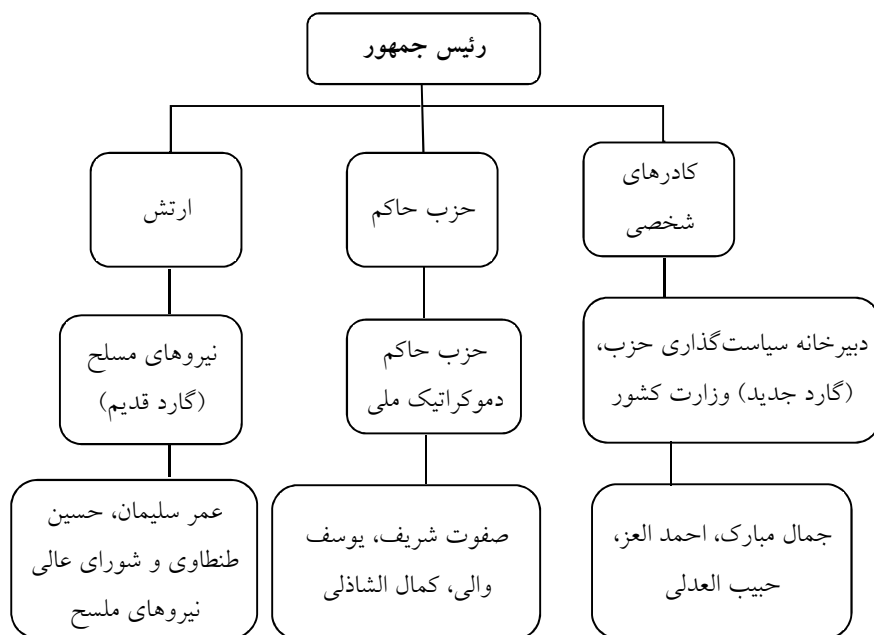 رئیس جمهور
کادرهای
شخصی
حزب حاکم
ارتش
دبیرخانه سیاست‌گذاری حزب،
(گارد جدید) وزارت کشور
حزب حاکم
دموکراتیک ملی
نیروهای مسلح
(گارد قدیم)
جمال مبارک، احمد العز،
حبیب العدلی
صفوت شریف، یوسف
والی، کمال الشاذلی
عمر سلیمان، حسین
طنطاوی و شورای عالی
نیروهای ملسح